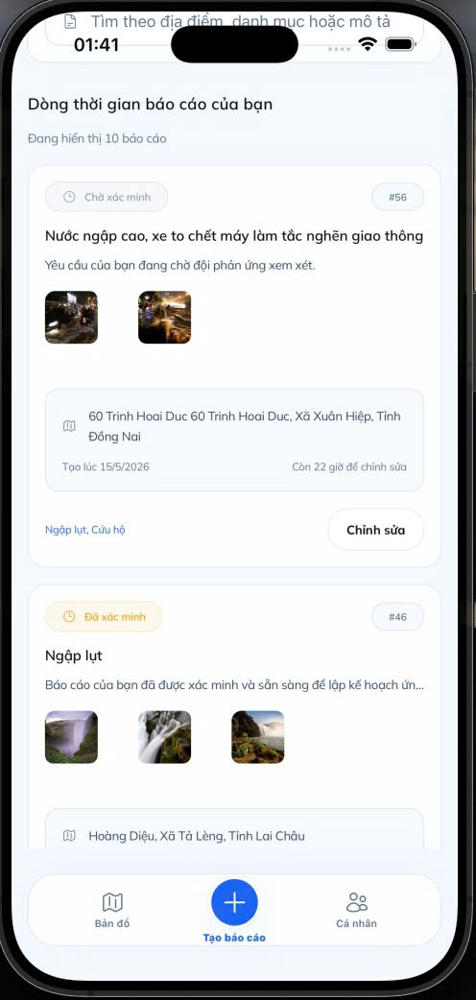 Tìm theo địa điểm, danh mục hoặc mô tả
01:41
Dòng thời gian báo cáo của bạn
Đang hiển thị 10 báo cáo
Chờ xác minh
#56
Nước ngập cao, xe to chết máy làm tắc nghẽn giao thông
Yêu cầu của bạn đang chờ đội phản ứng xem xét.
60 Trinh Hoai Duc 60 Trinh Hoai Duc, Xã Xuân Hiệp, Tỉnh
Đồng Nai
Tạo lúc 15/5/2026
Còn 22 giờ để chỉnh sửa
Ngập lụt, Cứu hộ
Chỉnh sửa
Đã xác minh
#46
Ngập lụt
Báo cáo của bạn đã được xác minh và sẵn sàng để lập kế hoạch ứn...
Hoàng Diệu, Xã Tả Lèng, Tỉnh Lai Châu
Bản đồ
Tạo báo cáo
Cá nhân